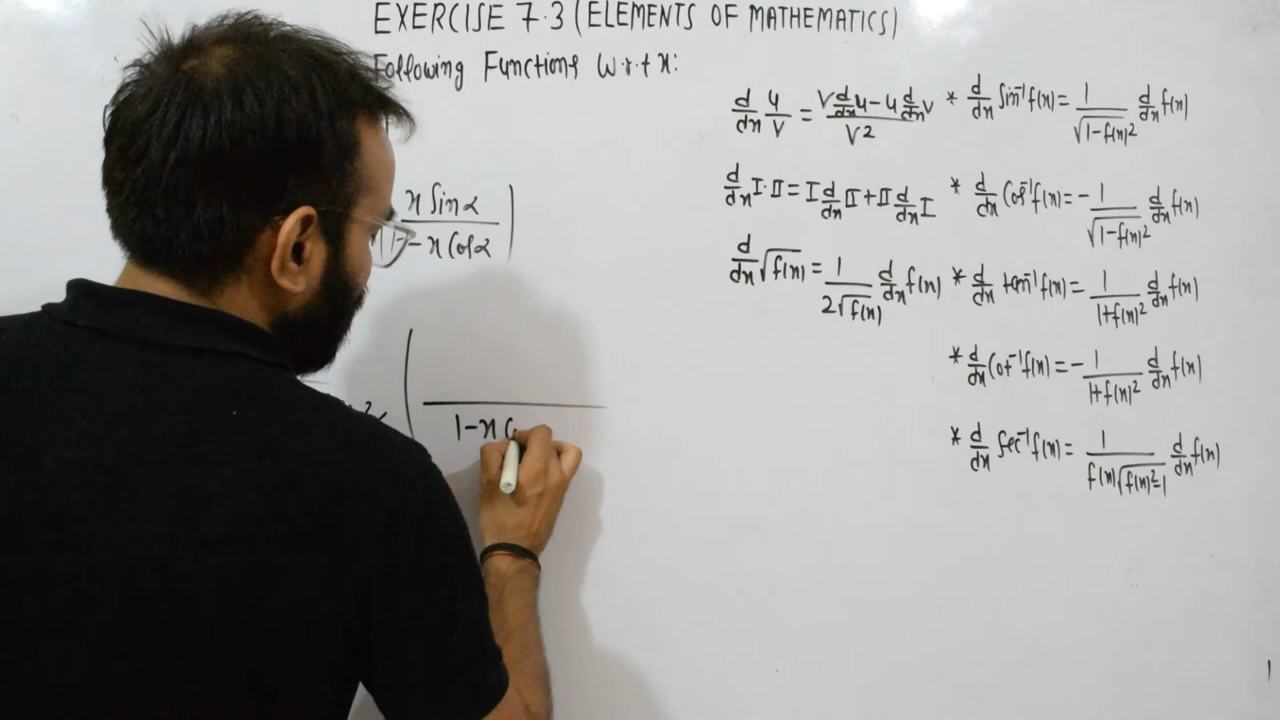 EXERCISE 7.3 (ELEMENTS OF MATHEMATICS)
Following Functions w.r.t x:
x Sinα / 1 - x Cosα
1 - x C
d/dx u/v = (v d/dx u - u d/dx v) / v²
d/dx I·II = I d/dx II + II d/dx I
d/dx √f(x) = 1/(2√f(x)) d/dx f(x)
* d/dx Sin⁻¹f(x) = 1/√(1-f(x)²) d/dx f(x)
* d/dx Cos⁻¹f(x) = -1/√(1-f(x)²) d/dx f(x)
* d/dx tan⁻¹f(x) = 1/(1+f(x)²) d/dx f(x)
* d/dx Cot⁻¹f(x) = -1/(1+f(x)²) d/dx f(x)
* d/dx Sec⁻¹f(x) = 1/(f(x)√(f(x)²-1)) d/dx f(x)